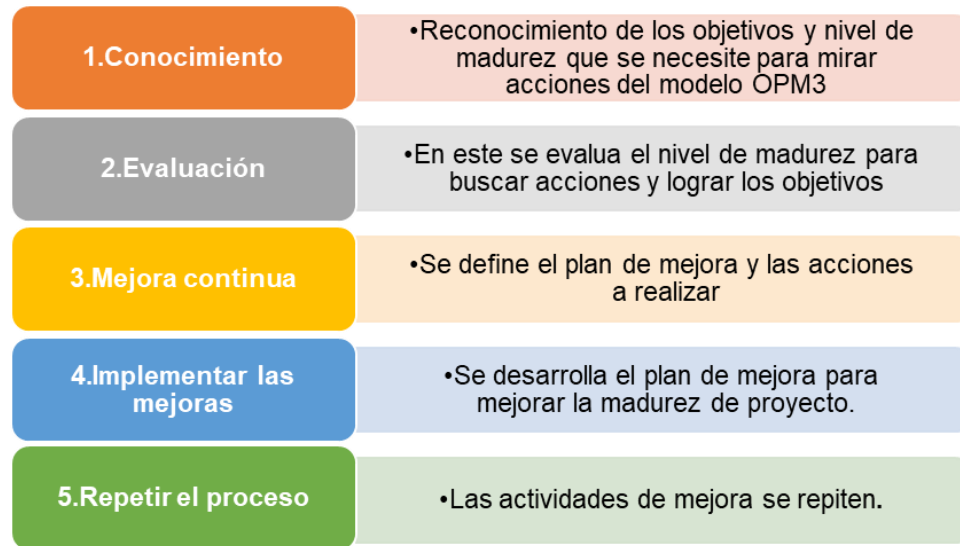 1.Conocimiento
•Reconocimiento de los objetivos y nivel de
madurez que se necesite para mirar
acciones del modelo OPM3
2.Evaluación
•En este se evalua el nivel de madurez para
buscar acciones y lograr los objetivos
3.Mejora continua
•Se define el plan de mejora y las acciones
a realizar
4.Implementar las
mejoras
•Se desarrolla el plan de mejora para
mejorar la madurez de proyecto.
5.Repetir el proceso
•Las actividades de mejora se repiten.